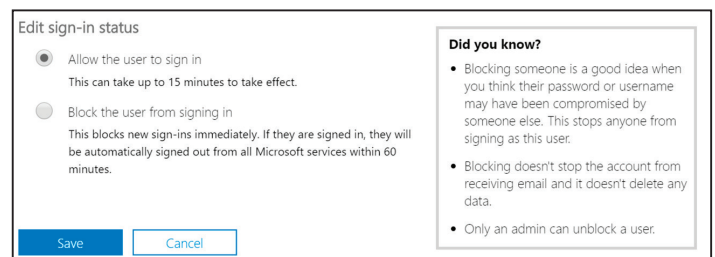 Edit sign-in status
Allow the user to sign in
This can take up to 15 minutes to take effect.
Block the user from signing in
This blocks new sign-ins immediately. If they are signed in, they will
be automatically signed out from all Microsoft services within 60
minutes.
Save
Cancel
Did you know?
• Blocking someone is a good idea when
you think their password or username
may have been compromised by
someone else. This stops anyone from
signing as this user.
• Blocking doesn't stop the account from
receiving email and it doesn't delete any
data.
• Only an admin can unblock a user.